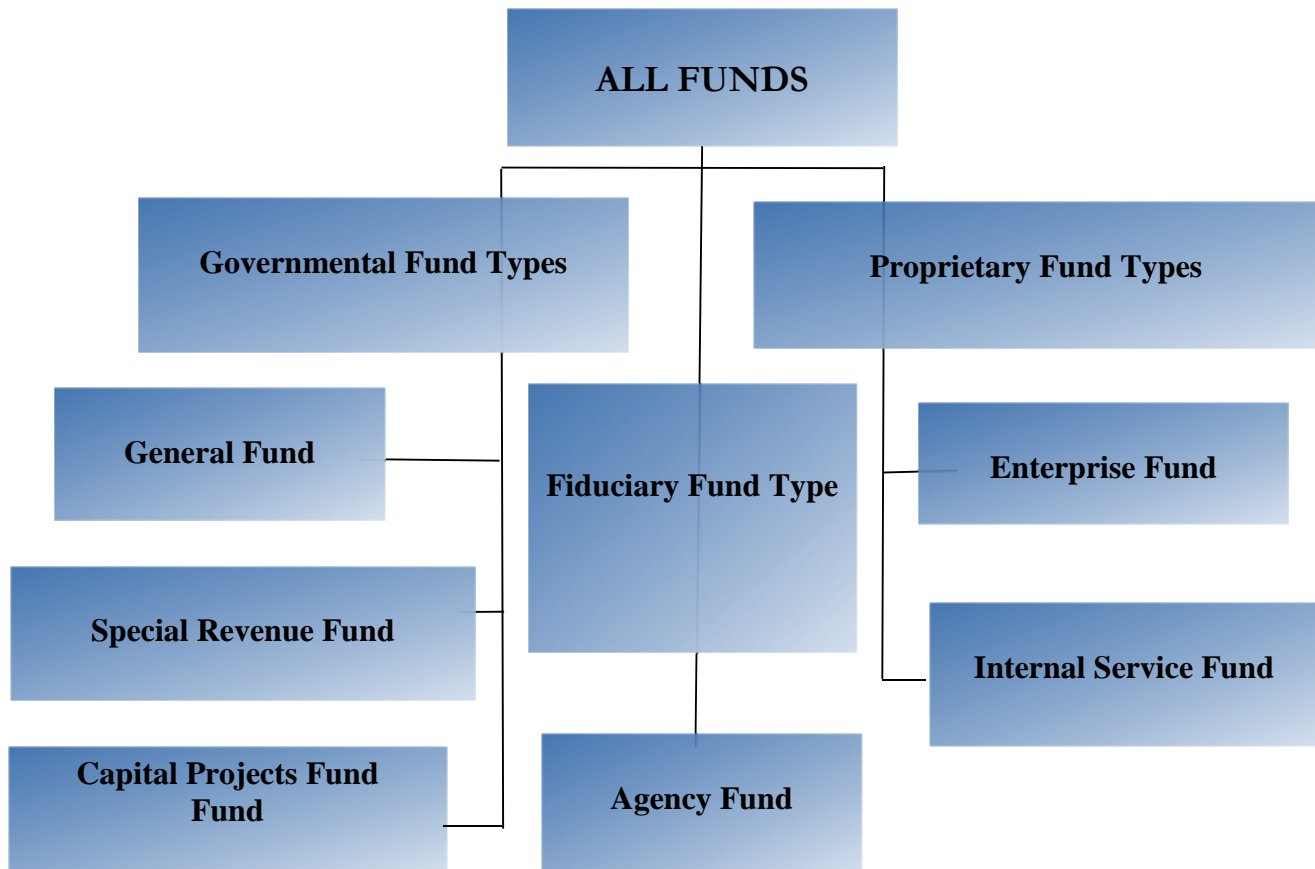 ALL FUNDS
Governmental Fund Types
Proprietary Fund Types
General Fund
Fiduciary Fund Type
Enterprise Fund
Special Revenue Fund
Internal Service Fund
Capital Projects Fund
Fund
Agency Fund